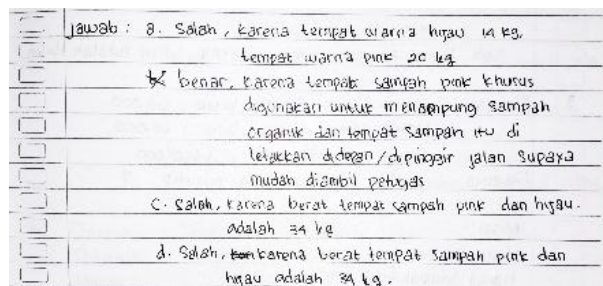 Jawab : a. Salah, karena tempat warna hijau 14 kg.
tempat warna pink 20 kg
b. benar, karena tempat sampah pink khusus
digunakan untuk menampung sampah
organik dan tempat sampah itu di
letakkan didepan/dipinggir jalan supaya
mudah diambil petugas
c. Salah, karena berat tempat sampah pink dan hijau.
adalah 34 kg
d. Salah, karena berat tempat sampah pink dan
hijau adalah 34 kg.